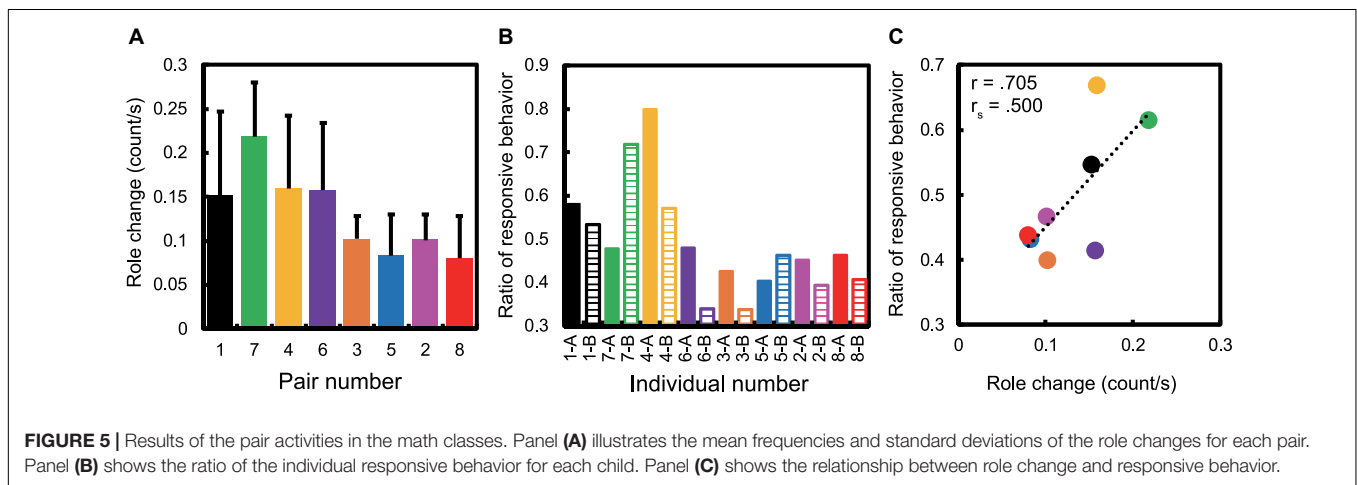 A
Role change (count/s)
0.3
0.25
0.2
0.15
0.1
0.05
0
1 7 4 6 3 5 2 8
Pair number
B
Ratio of responsive behavior
0.9
0.8
0.7
0.6
0.5
0.4
0.3
1-A 1-B 7-A 7-B 4-A 4-B 6-A 6-B 3-A 3-B 5-A 5-B 2-A 2-B 8-A 8-B
Individual number
C
Ratio of responsive behavior
0.7
0.6
0.5
0.4
0.3
r = .705
r_s = .500
0 0.1 0.2 0.3
Role change (count/s)
FIGURE 5 | Results of the pair activities in the math classes. Panel (A) illustrates the mean frequencies and standard deviations of the role changes for each pair.
Panel (B) shows the ratio of the individual responsive behavior for each child. Panel (C) shows the relationship between role change and responsive behavior.